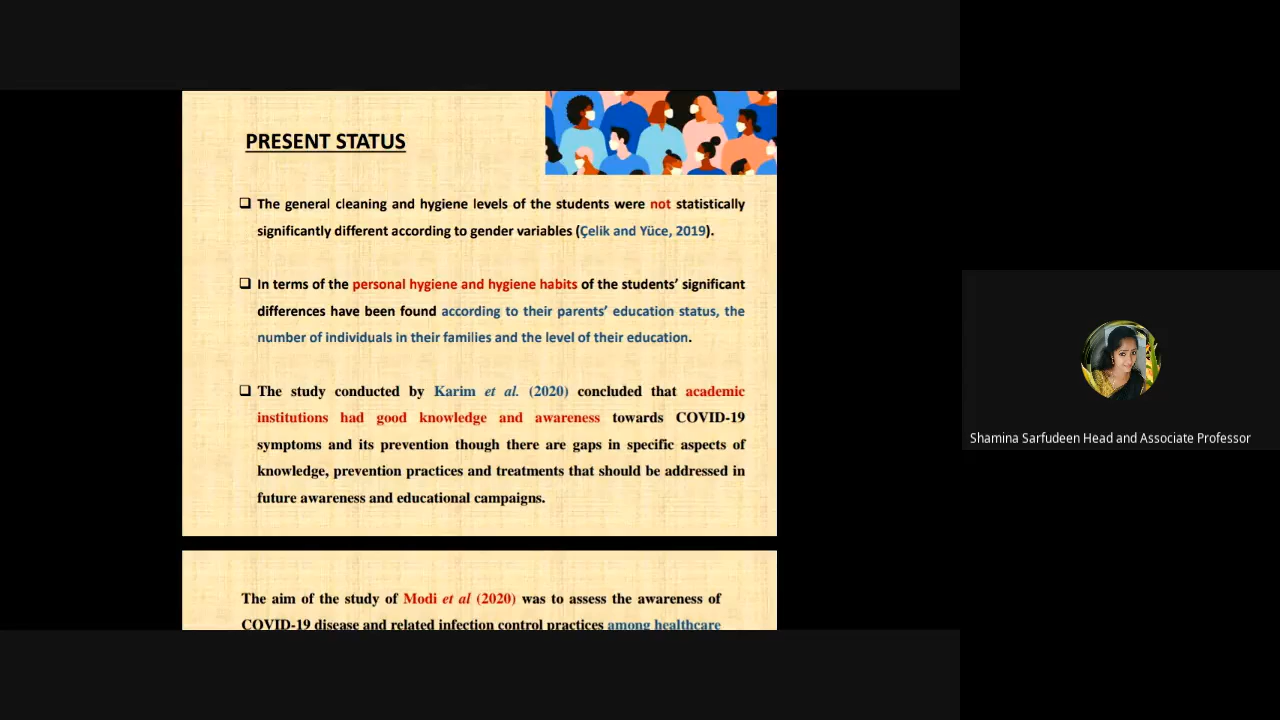 PRESENT STATUS
❑ The general cleaning and hygiene levels of the students were not statistically
significantly different according to gender variables (Çelik and Yüce, 2019).
❑ In terms of the personal hygiene and hygiene habits of the students’ significant
differences have been found according to their parents’ education status, the
number of individuals in their families and the level of their education.
❑ The study conducted by Karim et al. (2020) concluded that academic
institutions had good knowledge and awareness towards COVID-19
symptoms and its prevention though there are gaps in specific aspects of
knowledge, prevention practices and treatments that should be addressed in
future awareness and educational campaigns.
The aim of the study of Modi et al (2020) was to assess the awareness of
COVID-19 disease and related infection control practices among healthcare
Shamina Sarfudeen Head and Associate Professor